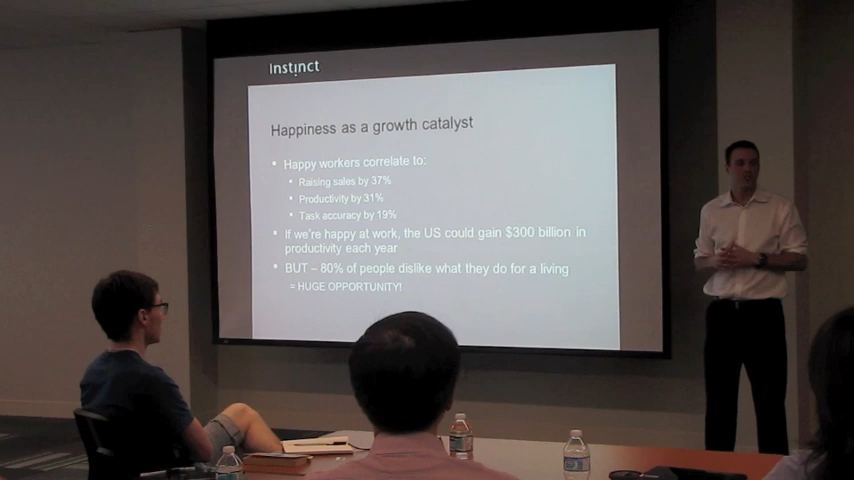 Instinct
Happiness as a growth catalyst
• Happy workers correlate to:
• Raising sales by 37%
• Productivity by 31%
• Task accuracy by 19%
• If we're happy at work, the US could gain $300 billion in
productivity each year
• BUT – 80% of people dislike what they do for a living
= HUGE OPPORTUNITY!